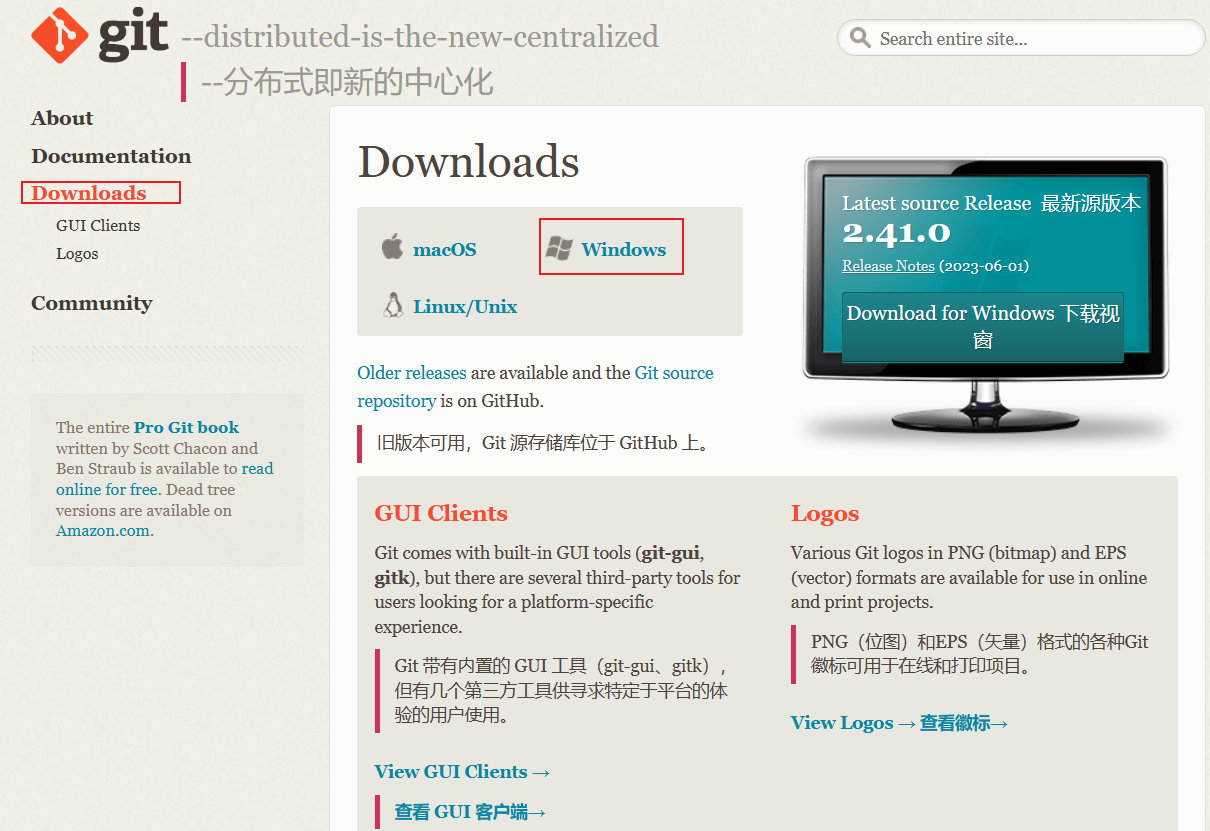 git --distributed-is-the-new-centralized
--分布式即新的中心化
Search entire site...
About
Documentation
Downloads
GUI Clients
Logos
Community
The entire Pro Git book
written by Scott Chacon and
Ben Straub is available to read
online for free. Dead tree
versions are available on
Amazon.com.
Downloads
macOS
Windows
Linux/Unix
Older releases are available and the Git source
repository is on GitHub.
旧版本可用，Git 源存储库位于 GitHub 上。
Latest source Release 最新源版本
2.41.0
Release Notes (2023-06-01)
Download for Windows 下载视
窗
GUI Clients
Git comes with built-in GUI tools (git-gui,
gitk), but there are several third-party tools for
users looking for a platform-specific
experience.
Git 带有内置的 GUI 工具（git-gui、gitk），
但有几个第三方工具供寻求特定于平台的体
验的用户使用。
View GUI Clients →
查看 GUI 客户端→
Logos
Various Git logos in PNG (bitmap) and EPS
(vector) formats are available for use in online
and print projects.
PNG（位图）和EPS（矢量）格式的各种Git
徽标可用于在线和打印项目。
View Logos → 查看徽标→